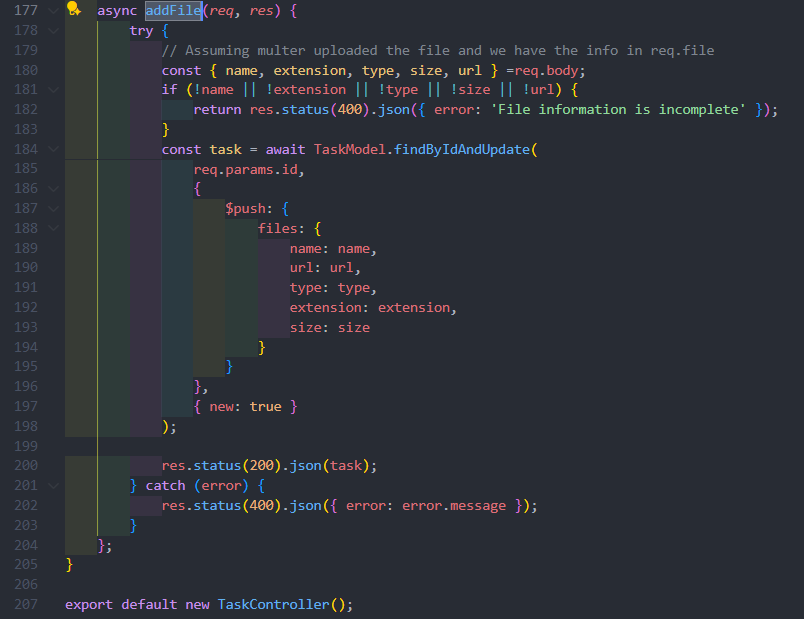 177 async addFile(req, res) {
178 try {
179 // Assuming multer uploaded the file and we have the info in req.file
180 const { name, extension, type, size, url } =req.body;
181 if (!name || !extension || !type || !size || !url) {
182 return res.status(400).json({ error: 'File information is incomplete' });
183 }
184 const task = await TaskModel.findByIdAndUpdate(
185 req.params.id,
186 {
187 $push: {
188 files: {
189 name: name,
190 url: url,
191 type: type,
192 extension: extension,
193 size: size
194 }
195 }
196 },
197 { new: true }
198 );
199
200 res.status(200).json(task);
201 } catch (error) {
202 res.status(400).json({ error: error.message });
203 }
204 };
205 }
206
207 export default new TaskController();